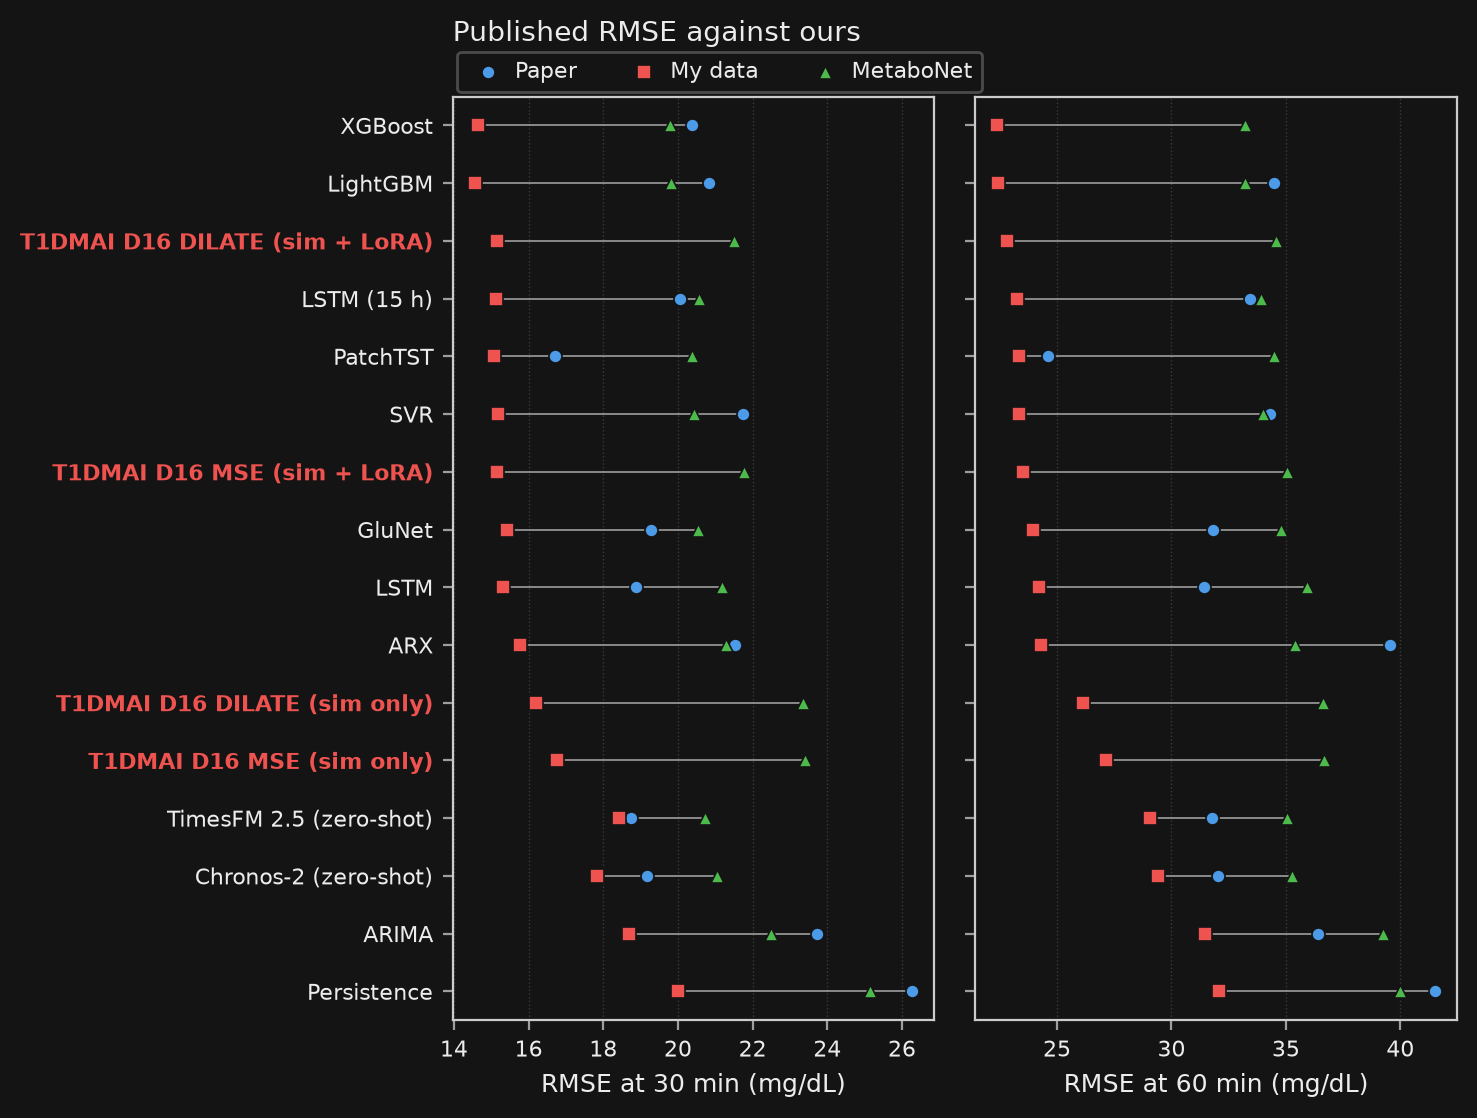 Published RMSE against ours
Paper My data MetaboNet
XGBoost
LightGBM
T1DMAI D16 DILATE (sim + LoRA)
LSTM (15 h)
PatchTST
SVR
T1DMAI D16 MSE (sim + LoRA)
GluNet
LSTM
ARX
T1DMAI D16 DILATE (sim only)
T1DMAI D16 MSE (sim only)
TimesFM 2.5 (zero-shot)
Chronos-2 (zero-shot)
ARIMA
Persistence
14 16 18 20 22 24 26
RMSE at 30 min (mg/dL)
25 30 35 40
RMSE at 60 min (mg/dL)